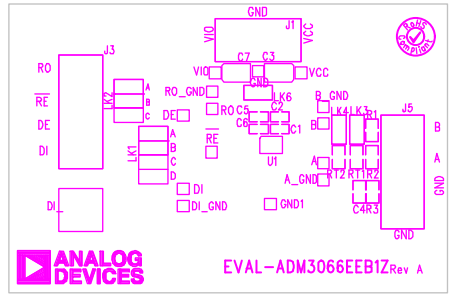 GND
J1
VIO
VCC
RoHS
Compliant
J3
RO
RE
DE
DI
DI_
LK2
A
B
C
LK1
A
B
C
D
VIO
C7
C3
VCC
GND
RO_GND
LK6
RO
C5
C2
C6
C1
DE
RE
U1
DI
DI_GND
GND1
B_GND
B
A
A_GND
LK4
LK3
R1
RT2
RT1
R2
C4
R3
J5
B
A
GND
GND
ANALOG
DEVICES
EVAL-ADM3066EEB1Z Rev A